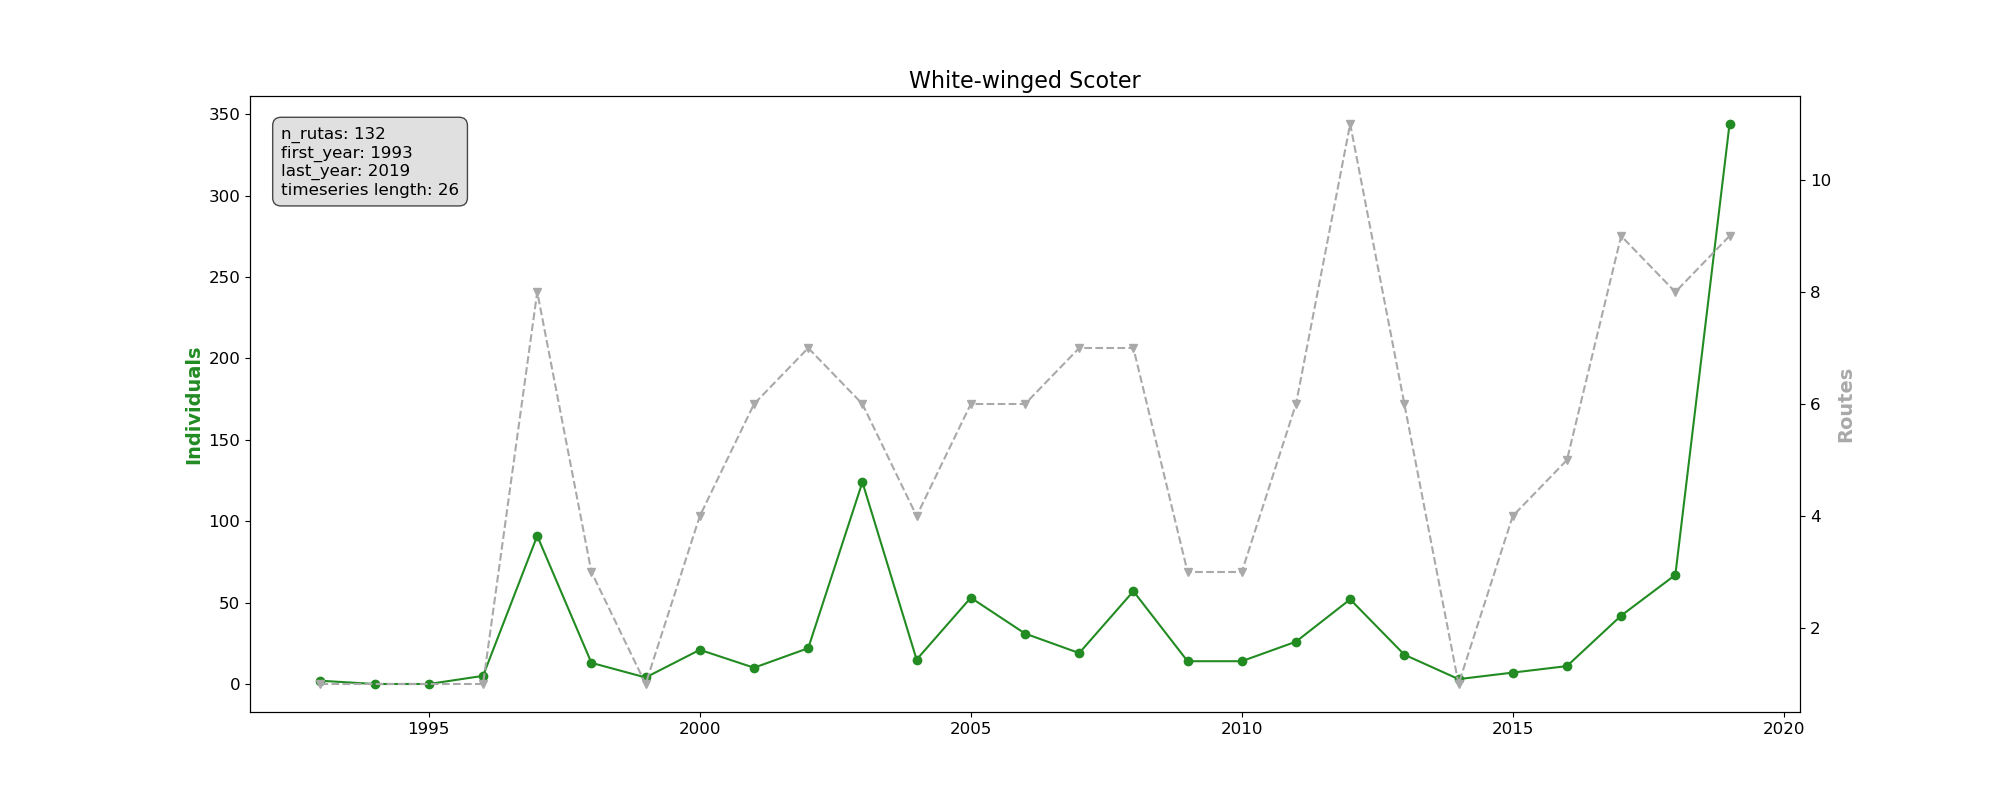 White-winged Scoter
n_rutas: 132
first_year: 1993
last_year: 2019
timeseries length: 26
Individuals
350
300
250
200
150
100
50
0
10
8
6
4
2
Routes
1995
2000
2005
2010
2015
2020